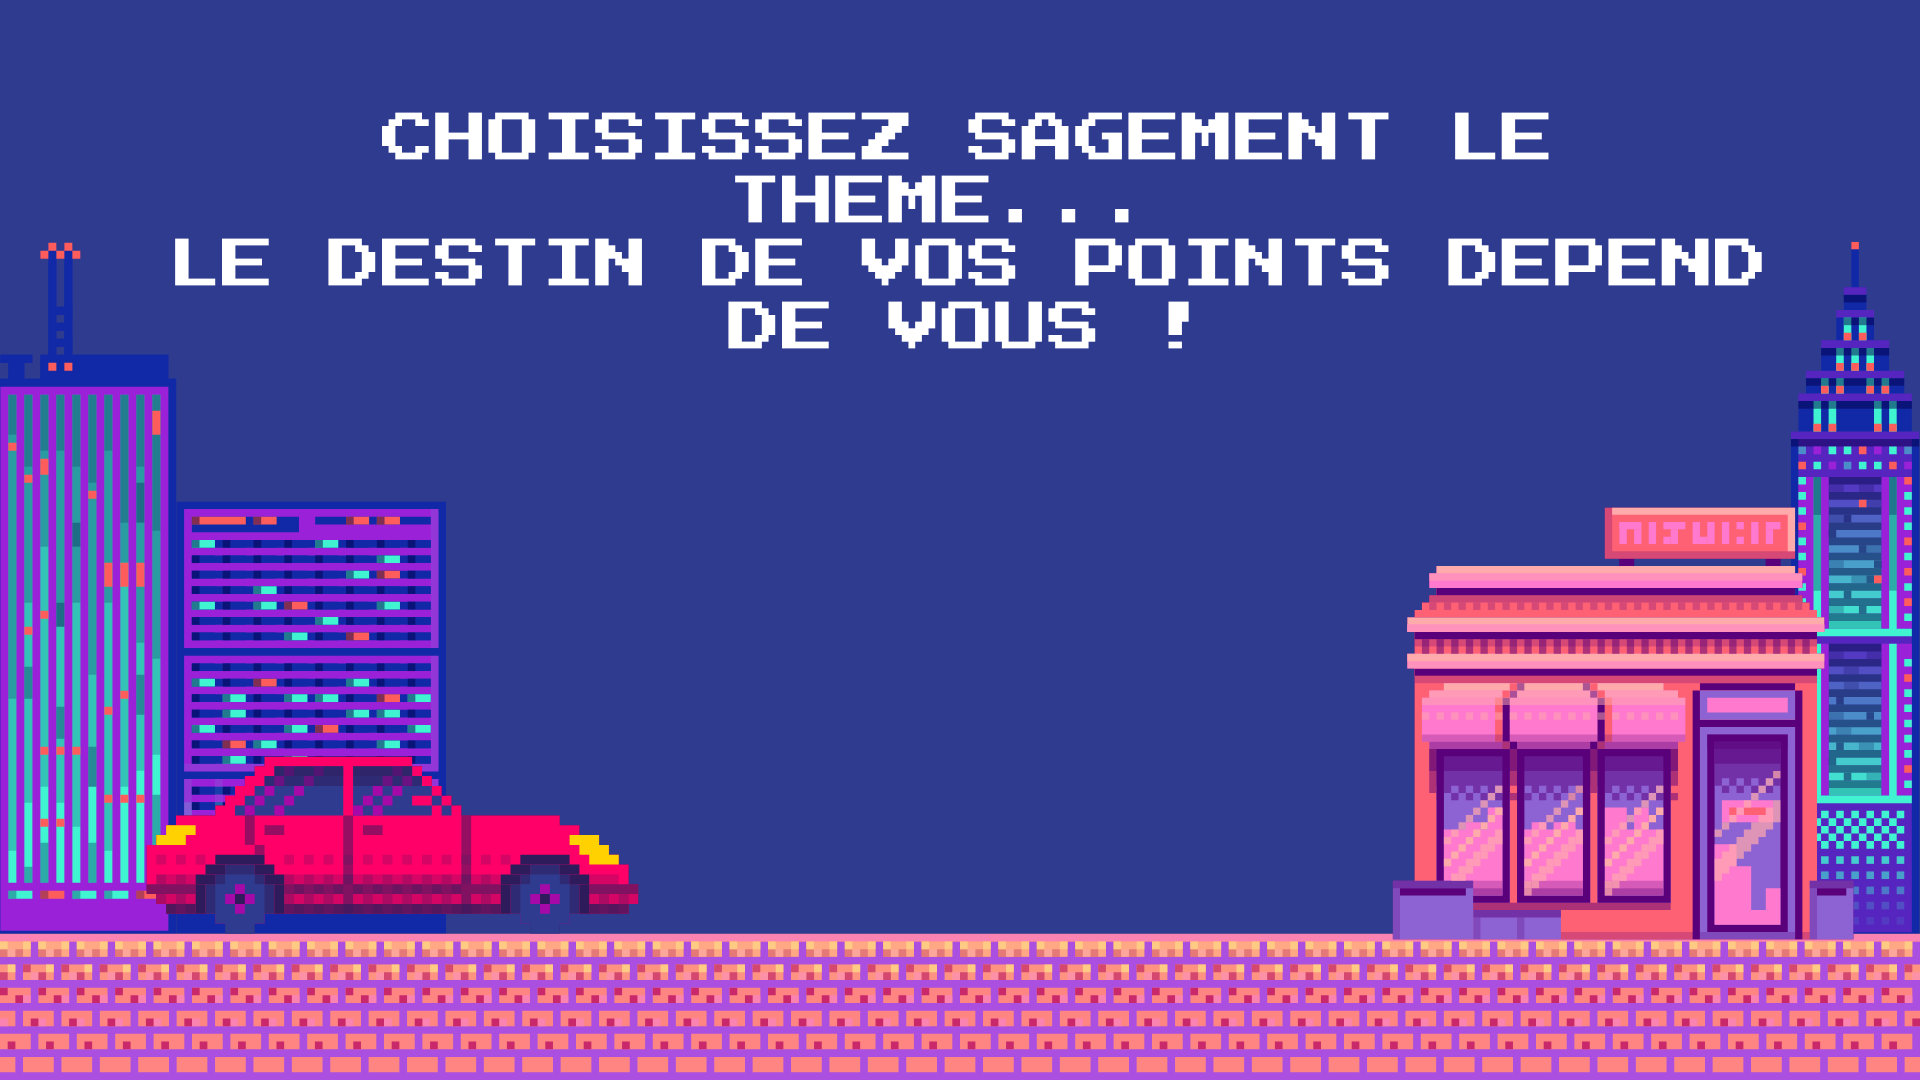 CHOISISSEZ SAGEMENT LE
THEME...
LE DESTIN DE VOS POINTS DEPEND
DE VOUS !